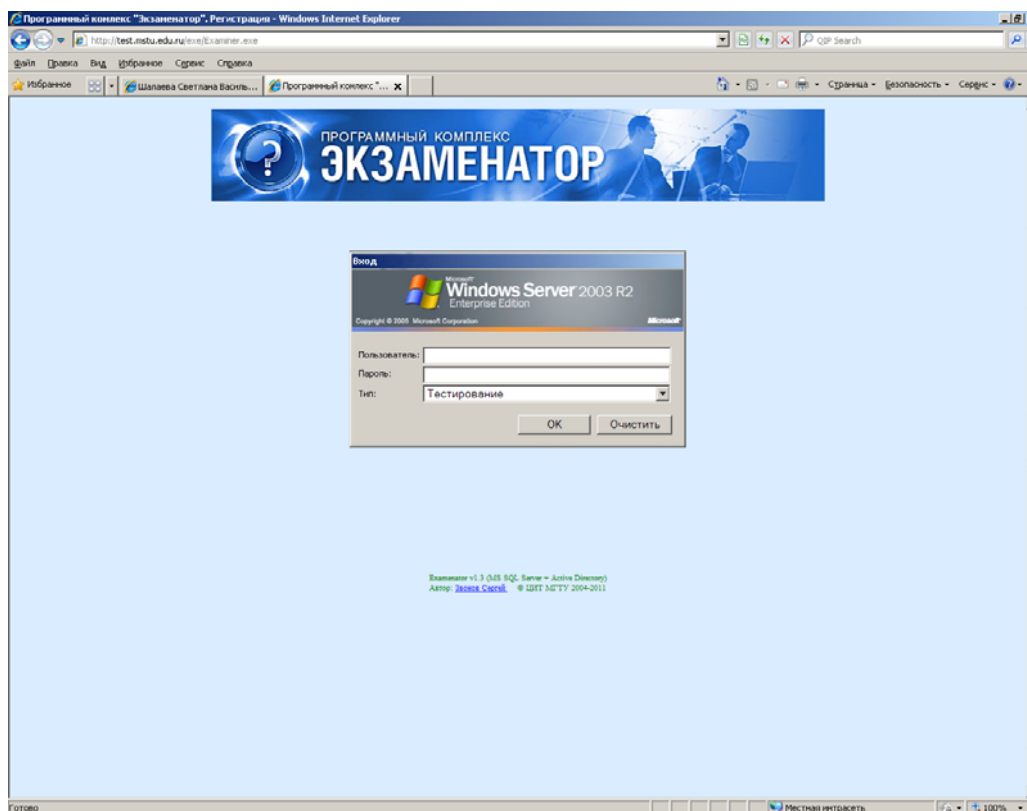 Программный комплекс "Экзаменатор". Регистрация - Windows Internet Explorer
http://test.mstu.edu.ru/exe/Examiner.exe
QIP Search
Файл Правка Вид Избранное Сервис Справка
Избранное
Шалаева Светлана Василь...
Программный комплекс "...
Страница
Безопасность
Сервис
ПРОГРАММНЫЙ КОМПЛЕКС
ЭКЗАМЕНАТОР
Вход
Microsoft
Windows Server 2003 R2
Enterprise Edition
Copyright © 2005 Microsoft Corporation
Microsoft
Пользователь:
Пароль:
Тип:
Тестирование
OK
Очистить
Examenator v1.3 (MS SQL Server + Active Directory)
Автор: Звонов Сергей © ЦИТ МГТУ 2004-2011
Готово
Местная интрасеть
100%